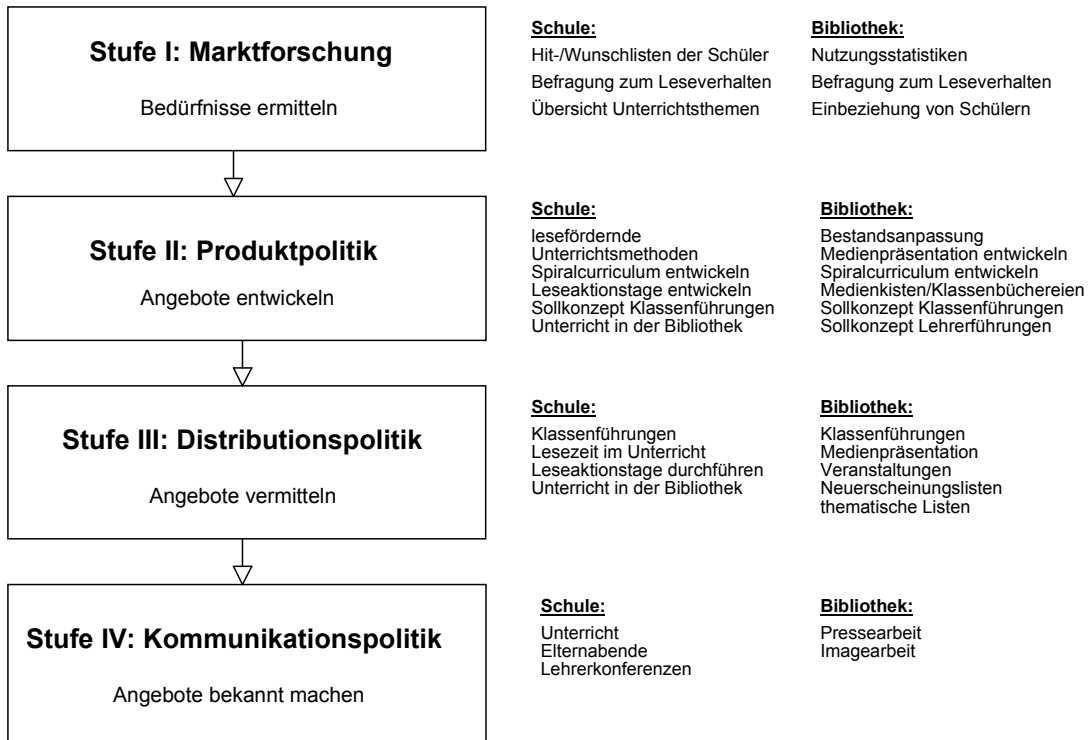 Stufe I: Marktforschung
Bedürfnisse ermitteln
Schule:
Hit-/Wunschlisten der Schüler
Befragung zum Leseverhalten
Übersicht Unterrichtsthemen
Bibliothek:
Nutzungsstatistiken
Befragung zum Leseverhalten
Einbeziehung von Schülern
Stufe II: Produktpolitik
Angebote entwickeln
Schule:
lesefördernde
Unterrichtsmethoden
Spiralcurriculum entwickeln
Leseaktionstage entwickeln
Sollkonzept Klassenführungen
Unterricht in der Bibliothek
Bibliothek:
Bestandsanpassung
Medienpräsentation entwickeln
Spiralcurriculum entwickeln
Medienkisten/Klassenbüchereien
Sollkonzept Klassenführungen
Sollkonzept Lehrerführungen
Stufe III: Distributionspolitik
Angebote vermitteln
Schule:
Klassenführungen
Lesezeit im Unterricht
Leseaktionstage durchführen
Unterricht in der Bibliothek
Bibliothek:
Klassenführungen
Medienpräsentation
Veranstaltungen
Neuerscheinungslisten
thematische Listen
Stufe IV: Kommunikationspolitik
Angebote bekannt machen
Schule:
Unterricht
Elternabende
Lehrerkonferenzen
Bibliothek:
Pressearbeit
Imagearbeit